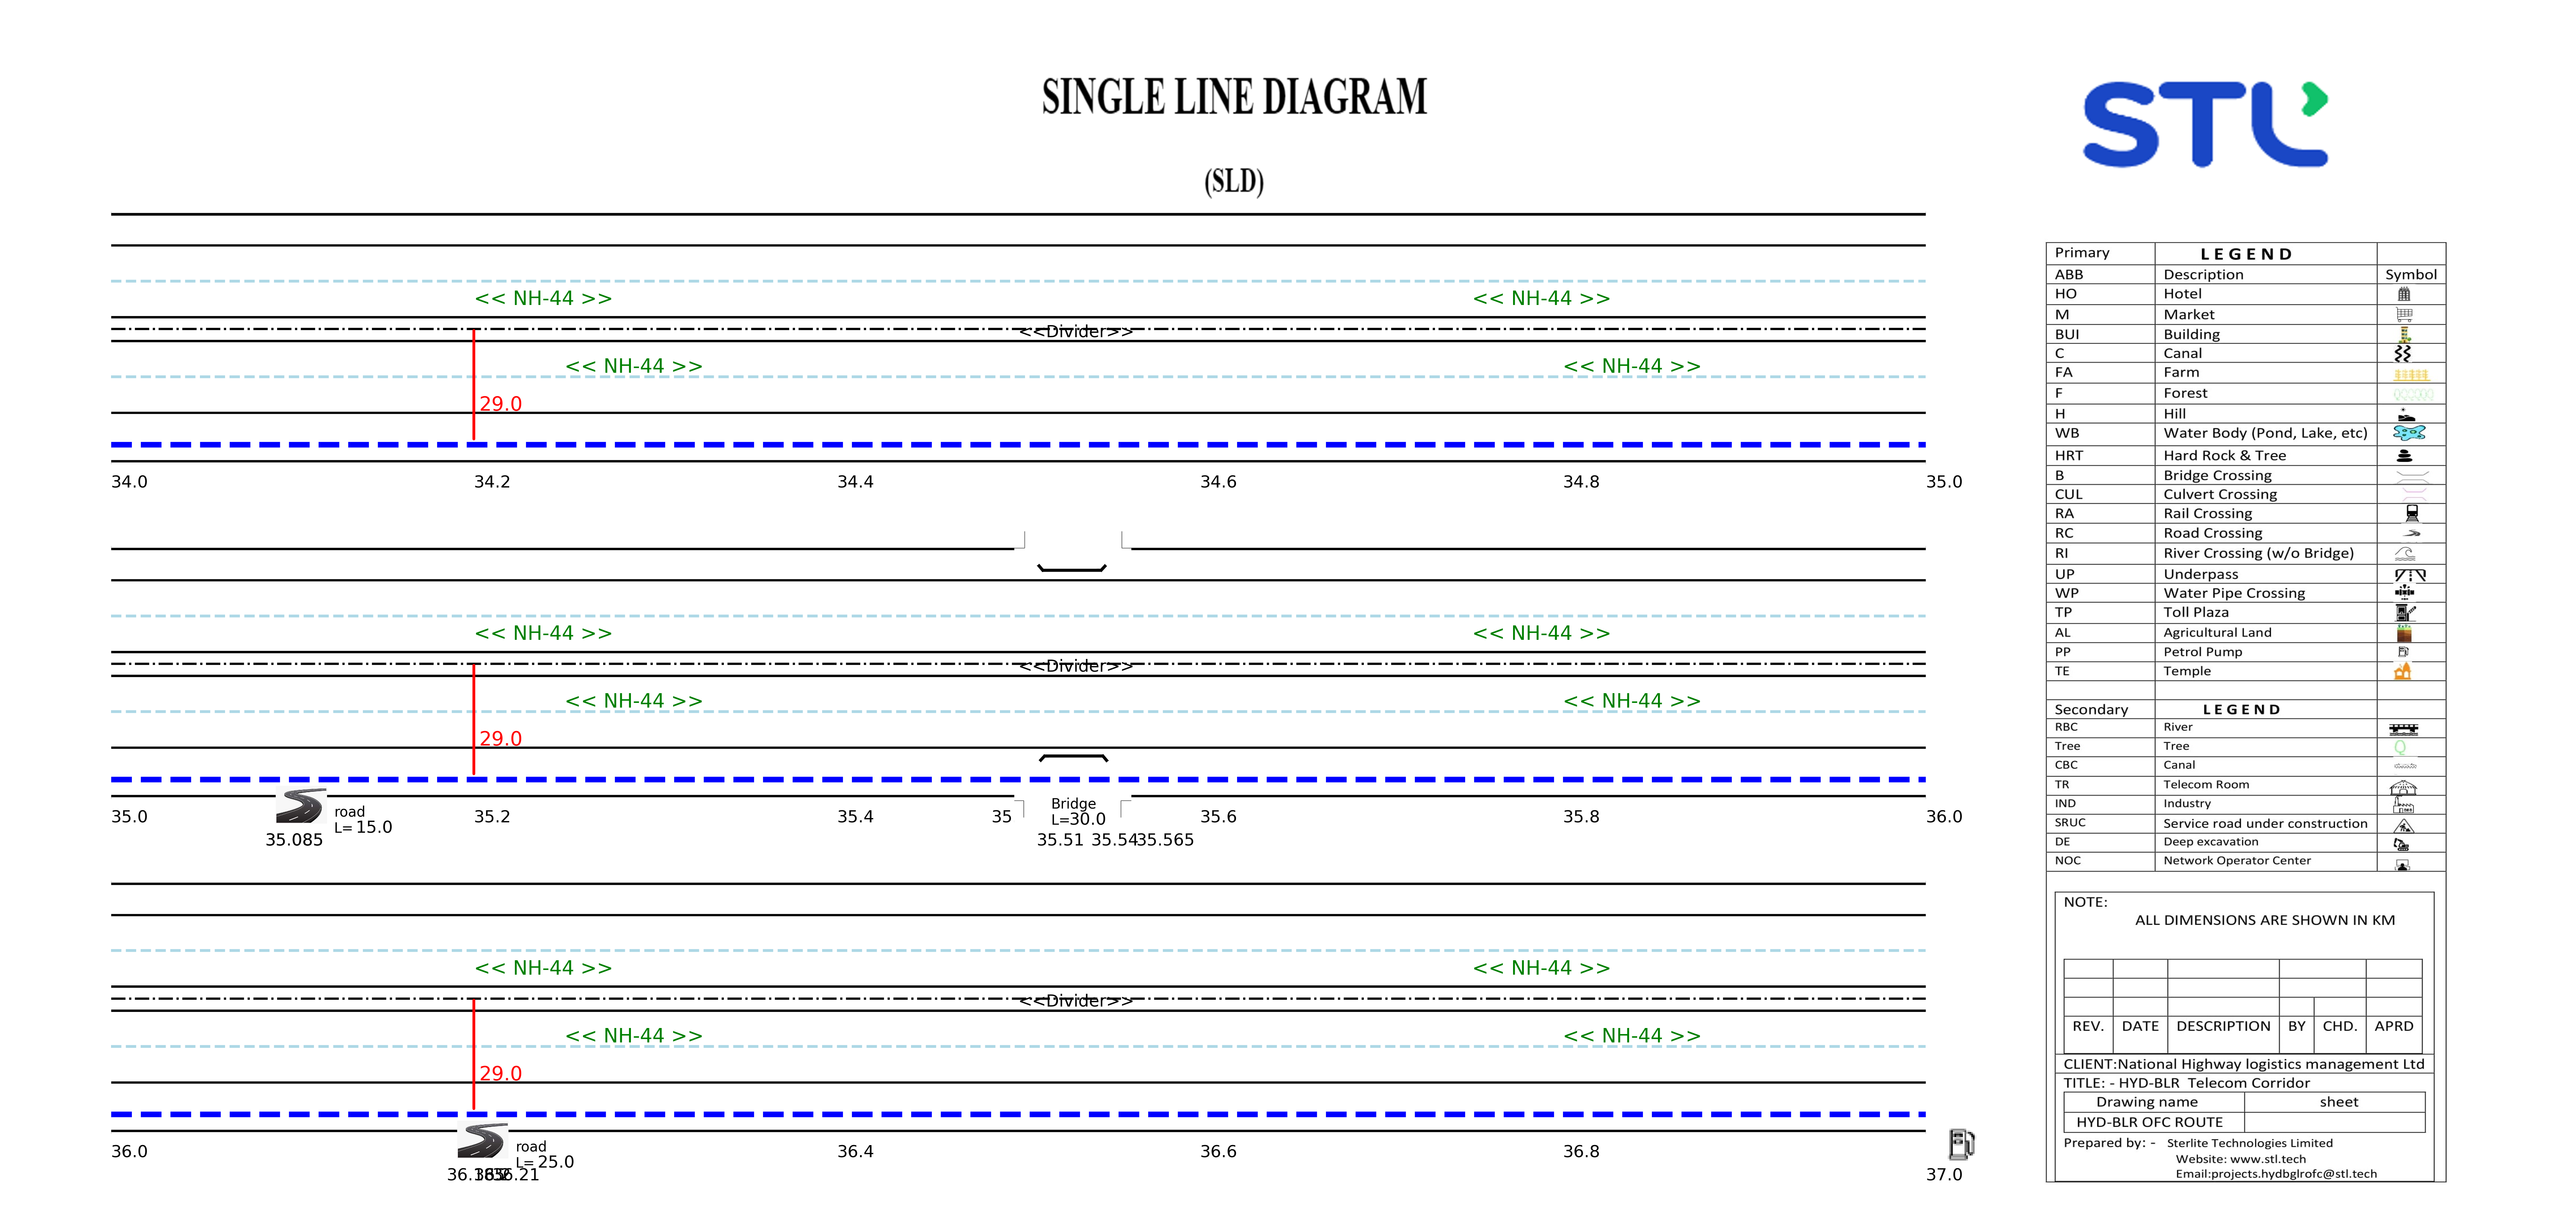 SINGLE LINE DIAGRAM
(SLD)
STL
<< NH-44 >> << NH-44 >>
<<Divider>>
<< NH-44 >> << NH-44 >>
29.0
34.0 34.2 34.4 34.6 34.8 35.0
<< NH-44 >> << NH-44 >>
<<Divider>>
<< NH-44 >> << NH-44 >>
29.0
road Bridge
L= 15.0 L=30.0
35.0 35.2 35.4 35 35.6 35.8 36.0
35.085 35.51 35.54 35.565
<< NH-44 >> << NH-44 >>
<<Divider>>
<< NH-44 >> << NH-44 >>
29.0
road
L= 25.0
36.0 36.4 36.6 36.8
37.0
Primary LEGEND
ABB Description Symbol
HO Hotel
M Market
BUI Building
C Canal
FA Farm
F Forest
H Hill
WB Water Body (Pond, Lake, etc)
HRT Hard Rock & Tree
B Bridge Crossing
CUL Culvert Crossing
RA Rail Crossing
RC Road Crossing
RI River Crossing (w/o Bridge)
UP Underpass
WP Water Pipe Crossing
TP Toll Plaza
AL Agricultural Land
PP Petrol Pump
TE Temple
Secondary LEGEND
RBC River
Tree Tree
CBC Canal
TR Telecom Room
IND Industry
SRUC Service road under construction
DE Deep excavation
NOC Network Operator Center
NOTE:
ALL DIMENSIONS ARE SHOWN IN KM
REV. DATE DESCRIPTION BY CHD. APRD
CLIENT:National Highway logistics management Ltd
TITLE: - HYD-BLR Telecom Corridor
Drawing name sheet
HYD-BLR OFC ROUTE
Prepared by: - Sterlite Technologies Limited
Website: www.stl.tech
Email:projects.hydbglrofc@stl.tech